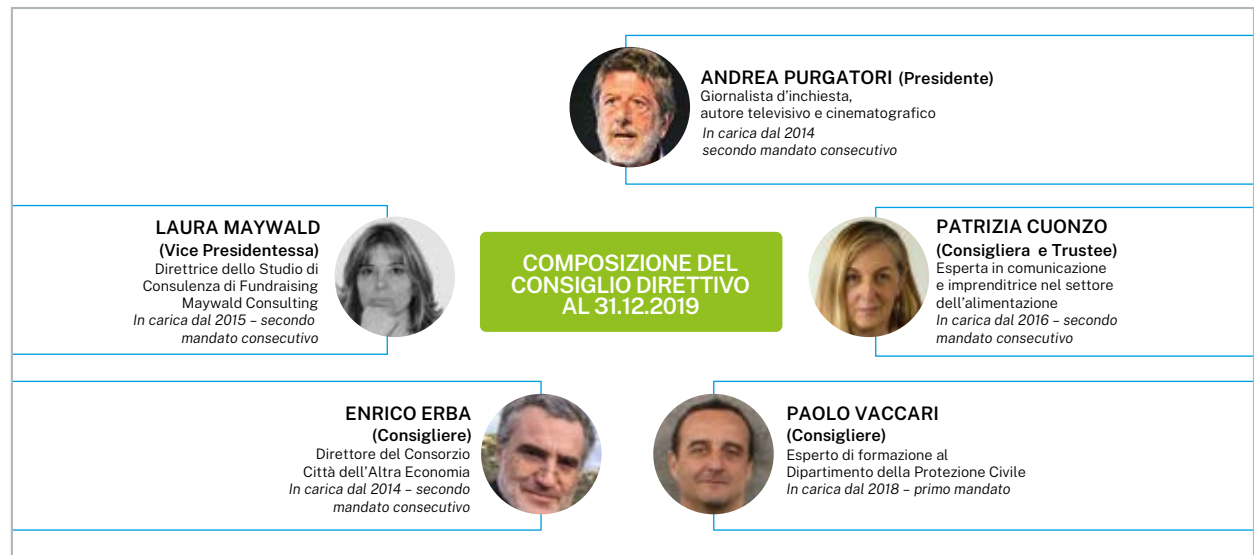 ANDREA PURGATORI (Presidente)
Giornalista d'inchiesta,
autore televisivo e cinematografico
In carica dal 2014
secondo mandato consecutivo
LAURA MAYWALD
(Vice Presidentessa)
Direttrice dello Studio di
Consulenza di Fundraising
Maywald Consulting
In carica dal 2015 – secondo
mandato consecutivo
COMPOSIZIONE DEL
CONSIGLIO DIRETTIVO
AL 31.12.2019
PATRIZIA CUONZO
(Consigliera e Trustee)
Esperta in comunicazione
e imprenditrice nel settore
dell'alimentazione
In carica dal 2016 – secondo
mandato consecutivo
ENRICO ERBA
(Consigliere)
Direttore del Consorzio
Città dell'Altra Economia
In carica dal 2014 – secondo
mandato consecutivo
PAOLO VACCARI
(Consigliere)
Esperto di formazione al
Dipartimento della Protezione Civile
In carica dal 2018 – primo mandato